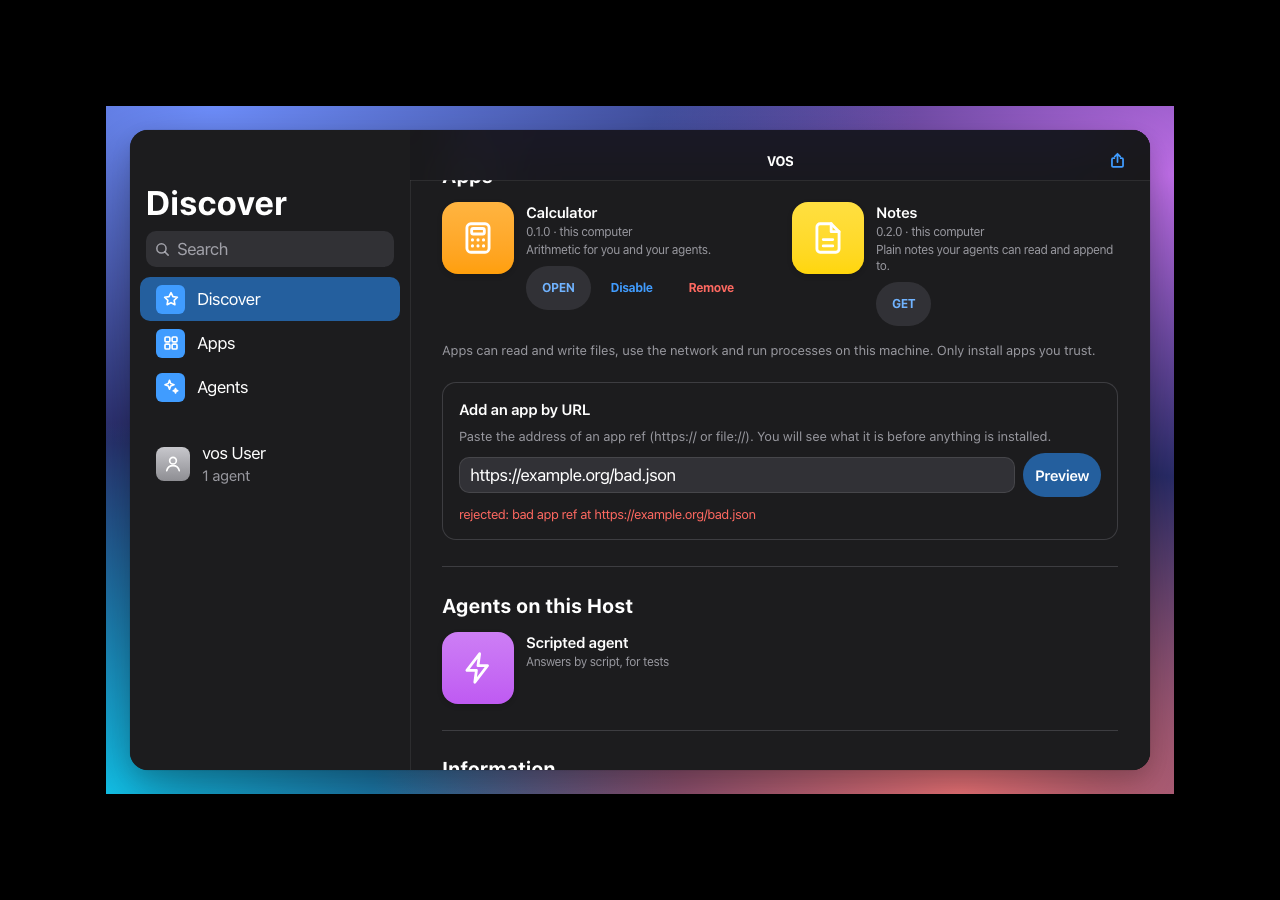 VOS
Discover
Search
Discover
Apps
Agents
vos User
1 agent
Apps
Calculator
0.1.0 · this computer
Arithmetic for you and your agents.
OPEN
Disable
Remove
Notes
0.2.0 · this computer
Plain notes your agents can read and append
to.
GET
Apps can read and write files, use the network and run processes on this machine. Only install apps you trust.
Add an app by URL
Paste the address of an app ref (https:// or file://). You will see what it is before anything is installed.
https://example.org/bad.json
Preview
rejected: bad app ref at https://example.org/bad.json
Agents on this Host
Scripted agent
Answers by script, for tests
Information